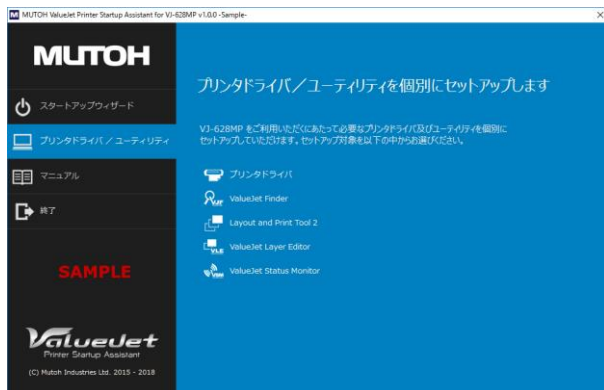 MUTOH ValueJet Printer Startup Assistant for VJ-628MP v1.0.0 -Sample-
MUTOH
スタートアップウィザード
プリンタドライバ / ユーティリティ
マニュアル
終了
SAMPLE
ValueJet
Printer Startup Assistant
(C) Mutoh Industries Ltd. 2015 - 2018
プリンタドライバ／ユーティリティを個別にセットアップします
VJ-628MP をご利用いただくにあたって必要なプリンタドライバ及びユーティリティを個別に
セットアップしていただけます。セットアップ対象を以下の中からお選びください。
プリンタドライバ
VJF ValueJet Finder
Layout and Print Tool 2
VLE ValueJet Layer Editor
VSM ValueJet Status Monitor